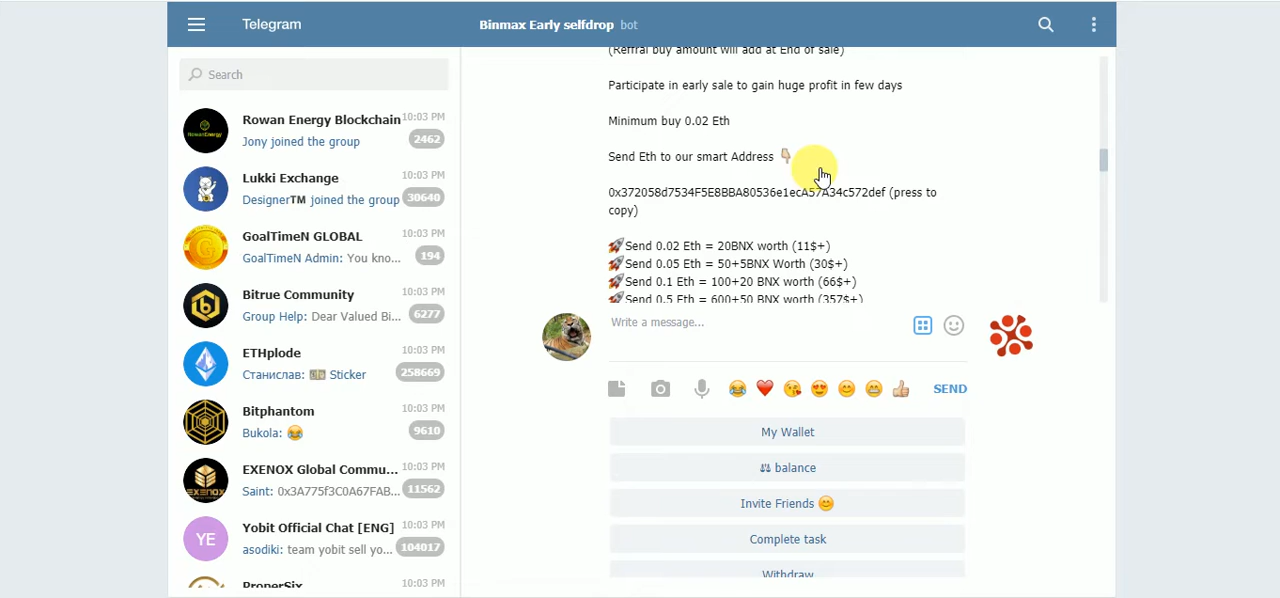 Telegram
Binmax Early selfdrop bot
Search
Rowan Energy Blockchain 10:03 PM
Jony joined the group 2462
Lukki Exchange 10:03 PM
Designer™ joined the group 30640
GoalTimeN GLOBAL 10:03 PM
GoalTimeN Admin: You kno... 194
Bitrue Community 10:03 PM
Group Help: Dear Valued Bi... 6277
ETHplode 10:03 PM
Станислав: 💵 Sticker 258669
Bitphantom 10:03 PM
Bukola: 😂 9610
EXENOX Global Commu... 10:03 PM
Saint: 0x3A775f3C0A67FAB... 11562
YE
Yobit Official Chat [ENG] 10:03 PM
asodiki: team yobit sell yo... 104017
ProperSix 10:03 PM
(Reffral buy amount will add at End of sale)
Participate in early sale to gain huge profit in few days
Minimum buy 0.02 Eth
Send Eth to our smart Address 👇🏼
0x372058d7534F5E8BBA80536e1ecA57A34c572def (press to
copy)
🚀Send 0.02 Eth = 20BNX worth (11$+)
🚀Send 0.05 Eth = 50+5BNX Worth (30$+)
🚀Send 0.1 Eth = 100+20 BNX worth (66$+)
🚀Send 0.5 Eth = 600+50 BNX worth (357$+)
Write a message...
SEND
My Wallet
⚖ balance
Invite Friends 😊
Complete task
Withdraw